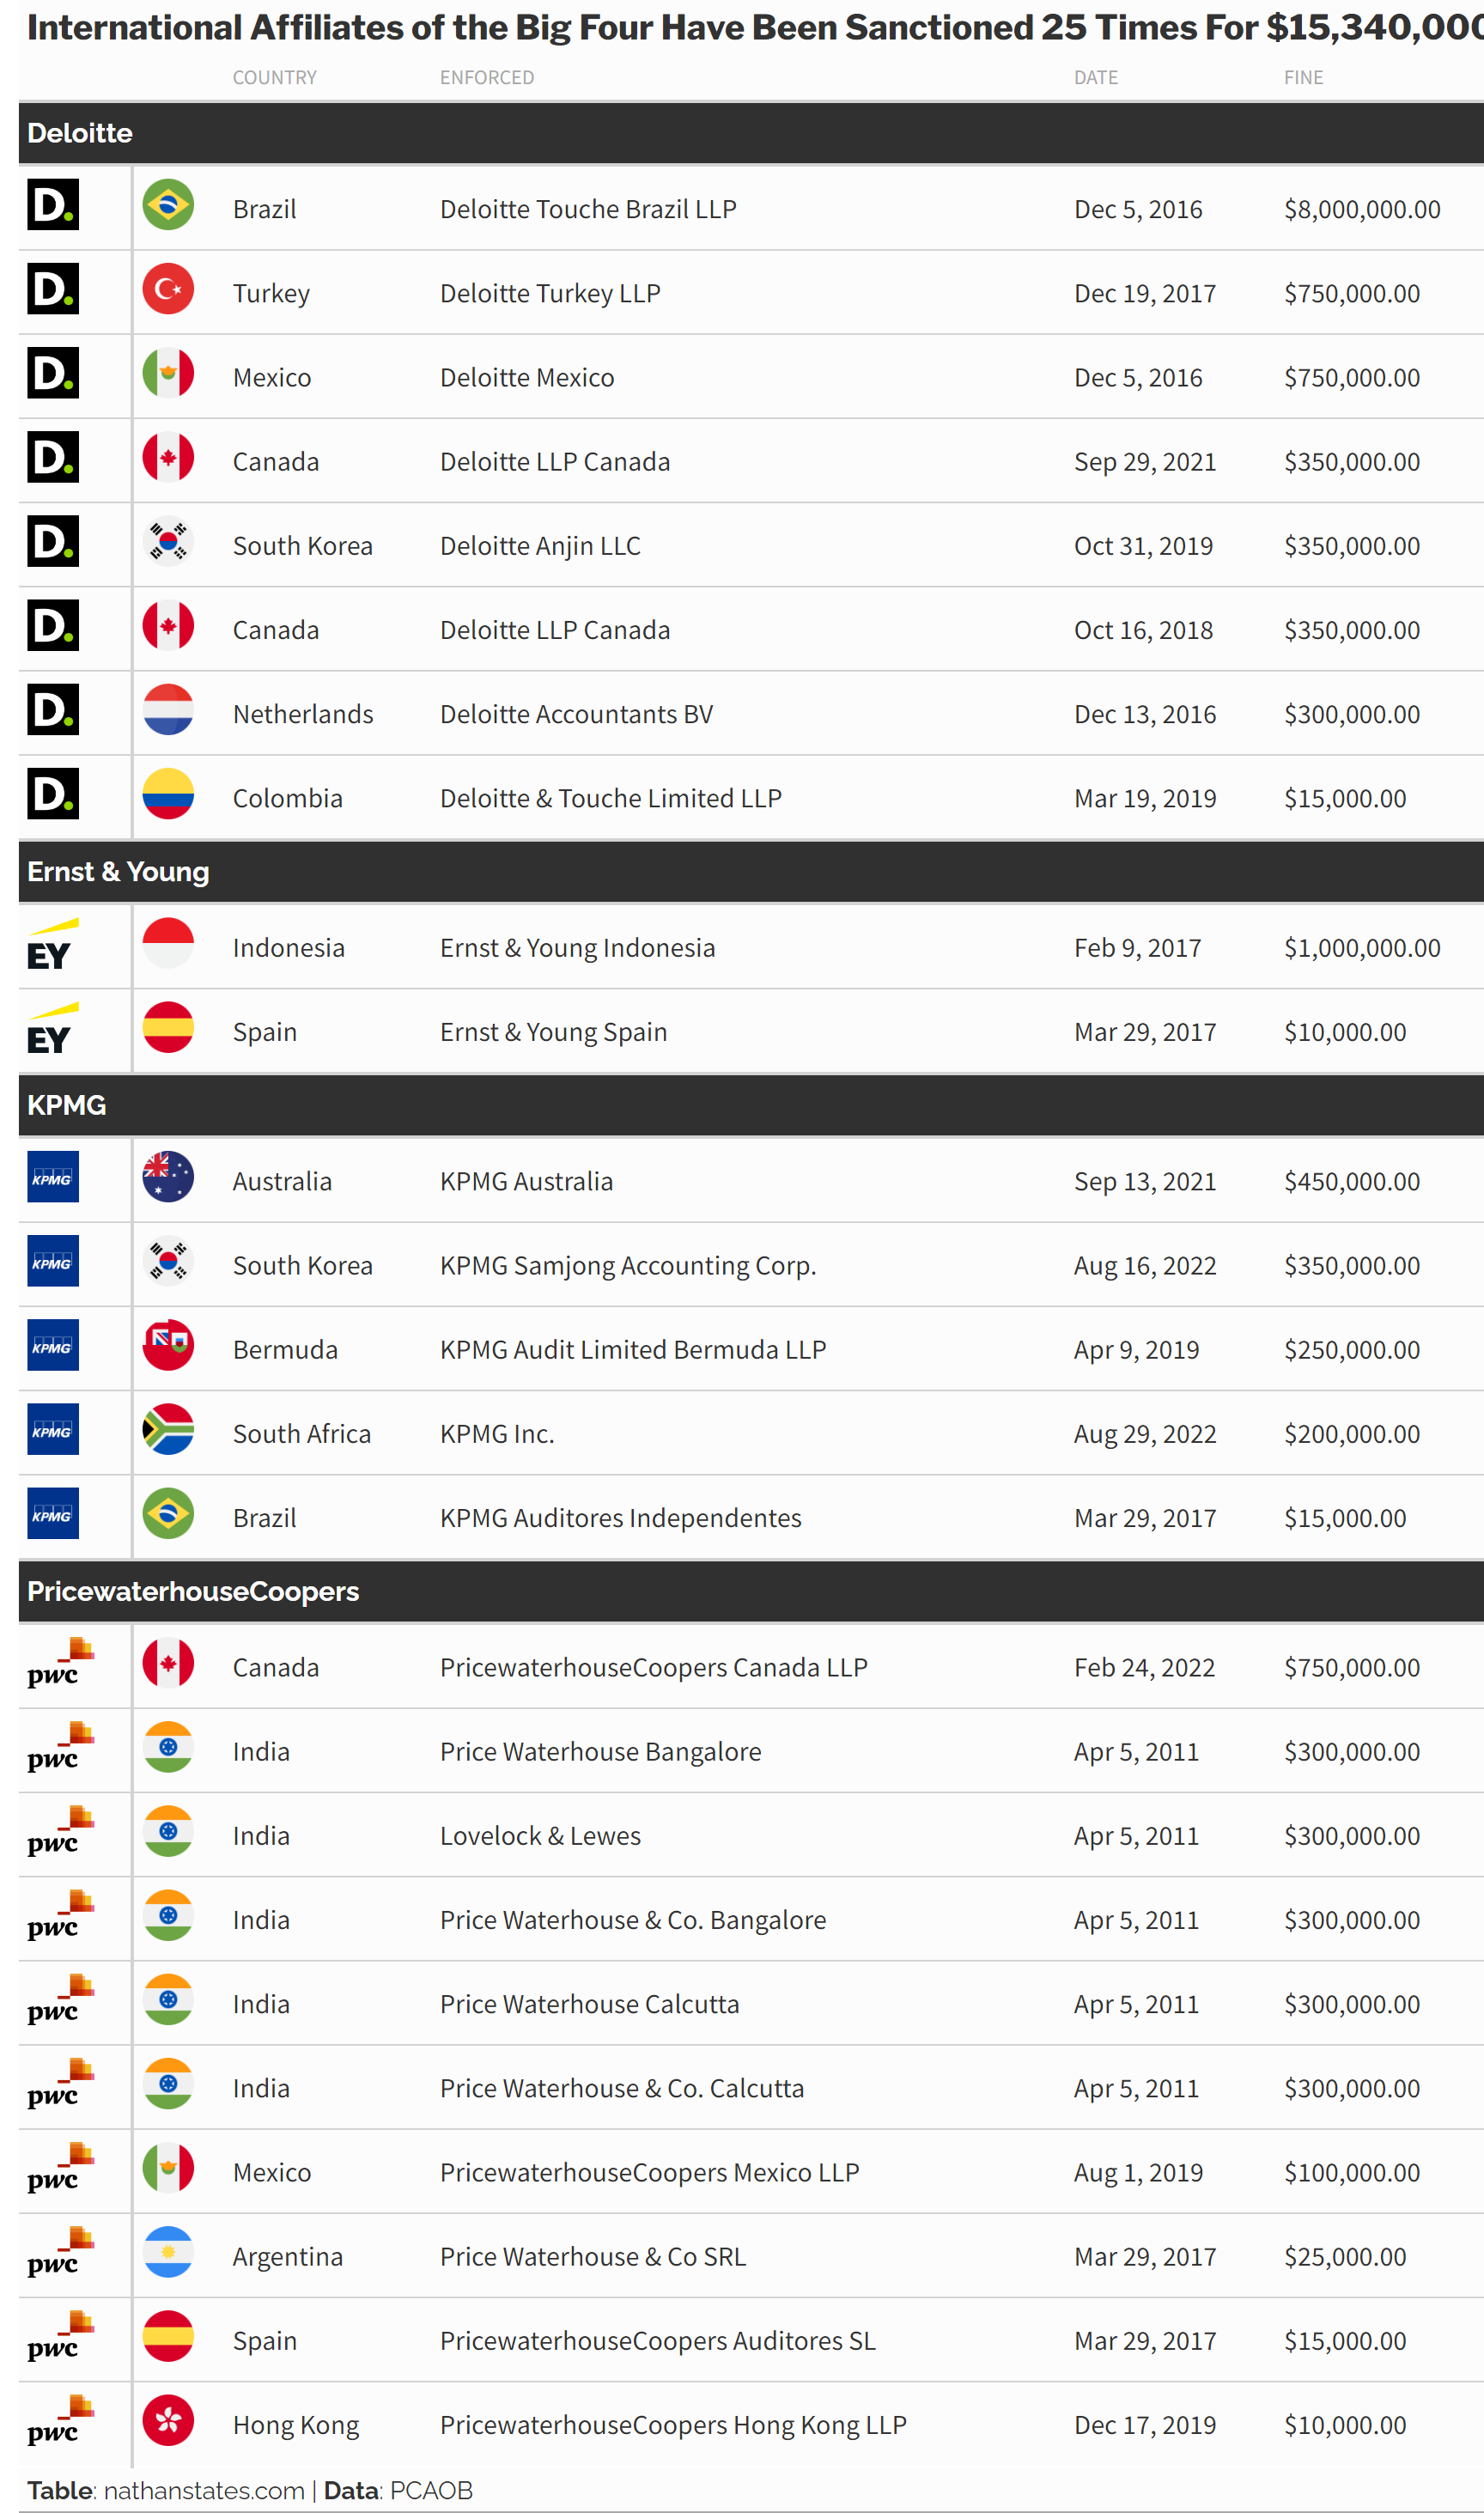 International Affiliates of the Big Four Have Been Sanctioned 25 Times For $15,340,000
COUNTRY ENFORCED DATE FINE
Deloitte
D. Brazil Deloitte Touche Brazil LLP Dec 5, 2016 $8,000,000.00
D. Turkey Deloitte Turkey LLP Dec 19, 2017 $750,000.00
D. Mexico Deloitte Mexico Dec 5, 2016 $750,000.00
D. Canada Deloitte LLP Canada Sep 29, 2021 $350,000.00
D. South Korea Deloitte Anjin LLC Oct 31, 2019 $350,000.00
D. Canada Deloitte LLP Canada Oct 16, 2018 $350,000.00
D. Netherlands Deloitte Accountants BV Dec 13, 2016 $300,000.00
D. Colombia Deloitte & Touche Limited LLP Mar 19, 2019 $15,000.00
Ernst & Young
EY Indonesia Ernst & Young Indonesia Feb 9, 2017 $1,000,000.00
EY Spain Ernst & Young Spain Mar 29, 2017 $10,000.00
KPMG
KPMG Australia KPMG Australia Sep 13, 2021 $450,000.00
KPMG South Korea KPMG Samjong Accounting Corp. Aug 16, 2022 $350,000.00
KPMG Bermuda KPMG Audit Limited Bermuda LLP Apr 9, 2019 $250,000.00
KPMG South Africa KPMG Inc. Aug 29, 2022 $200,000.00
KPMG Brazil KPMG Auditores Independentes Mar 29, 2017 $15,000.00
PricewaterhouseCoopers
pwc Canada PricewaterhouseCoopers Canada LLP Feb 24, 2022 $750,000.00
pwc India Price Waterhouse Bangalore Apr 5, 2011 $300,000.00
pwc India Lovelock & Lewes Apr 5, 2011 $300,000.00
pwc India Price Waterhouse & Co. Bangalore Apr 5, 2011 $300,000.00
pwc India Price Waterhouse Calcutta Apr 5, 2011 $300,000.00
pwc India Price Waterhouse & Co. Calcutta Apr 5, 2011 $300,000.00
pwc Mexico PricewaterhouseCoopers Mexico LLP Aug 1, 2019 $100,000.00
pwc Argentina Price Waterhouse & Co SRL Mar 29, 2017 $25,000.00
pwc Spain PricewaterhouseCoopers Auditores SL Mar 29, 2017 $15,000.00
pwc Hong Kong PricewaterhouseCoopers Hong Kong LLP Dec 17, 2019 $10,000.00
Table: nathanstates.com | Data: PCAOB